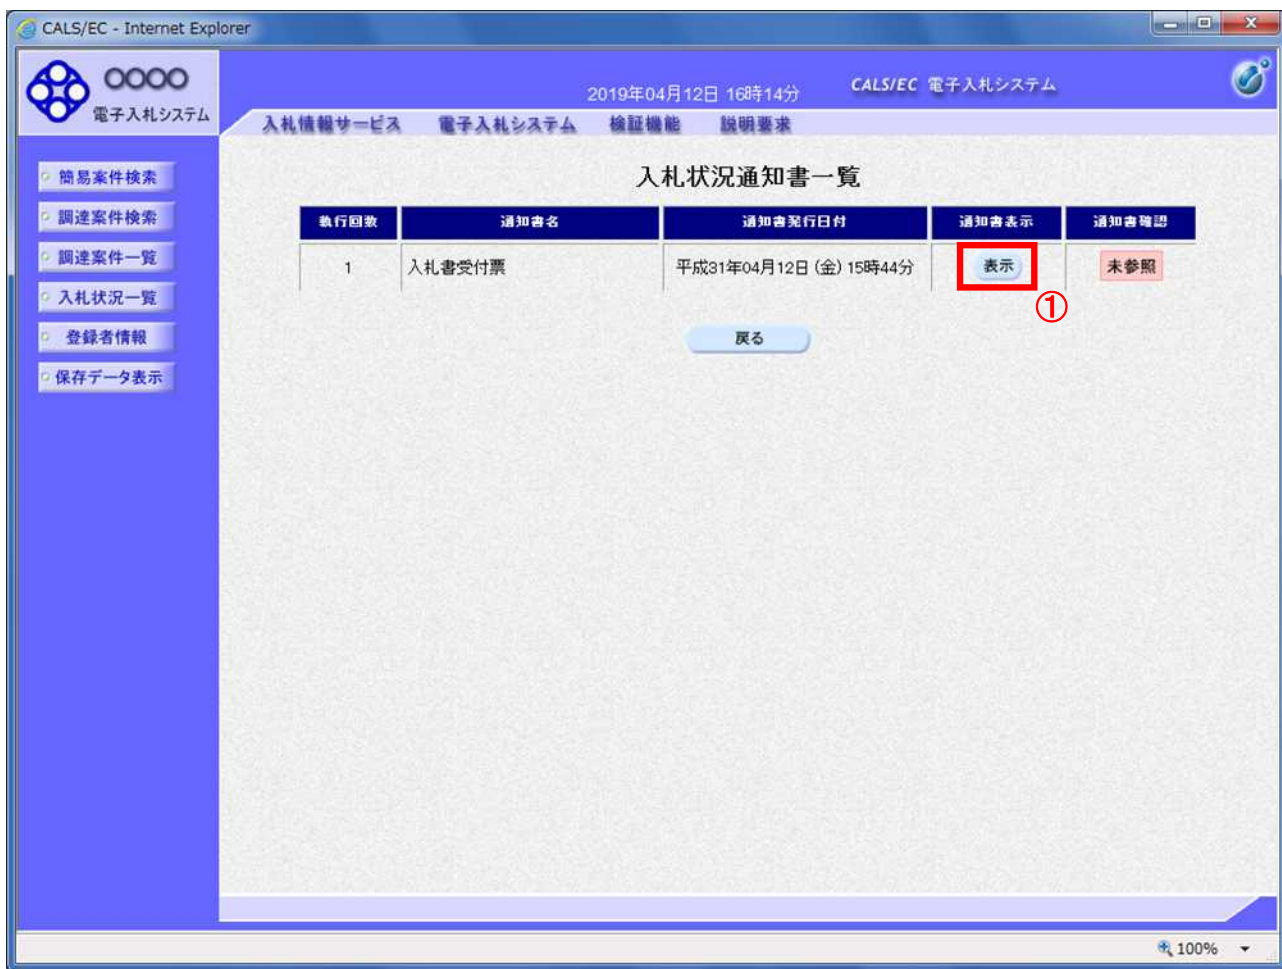 CALS/EC - Internet Explorer
○○○○
電子入札システム
2019年04月12日 16時14分
CALS/EC 電子入札システム
入札情報サービス 電子入札システム 検証機能 説明要求
簡易案件検索
調達案件検索
調達案件一覧
入札状況一覧
登録者情報
保存データ表示
入札状況通知書一覧
執行回数 通知書名 通知書発行日付 通知書表示 通知書確認
1 入札書受付票 平成31年04月12日 (金) 15時44分 表示 未参照
①
戻る
100%